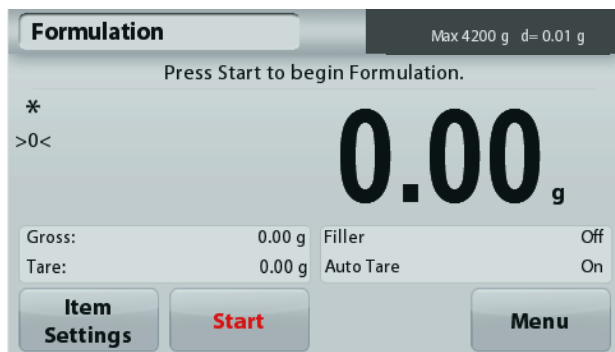 Formulation
Max 4200 g d= 0.01 g
Press Start to begin Formulation.
*
>0<
0.00 g
Gross: 0.00 g Filler Off
Tare: 0.00 g Auto Tare On
Item Settings
Start
Menu